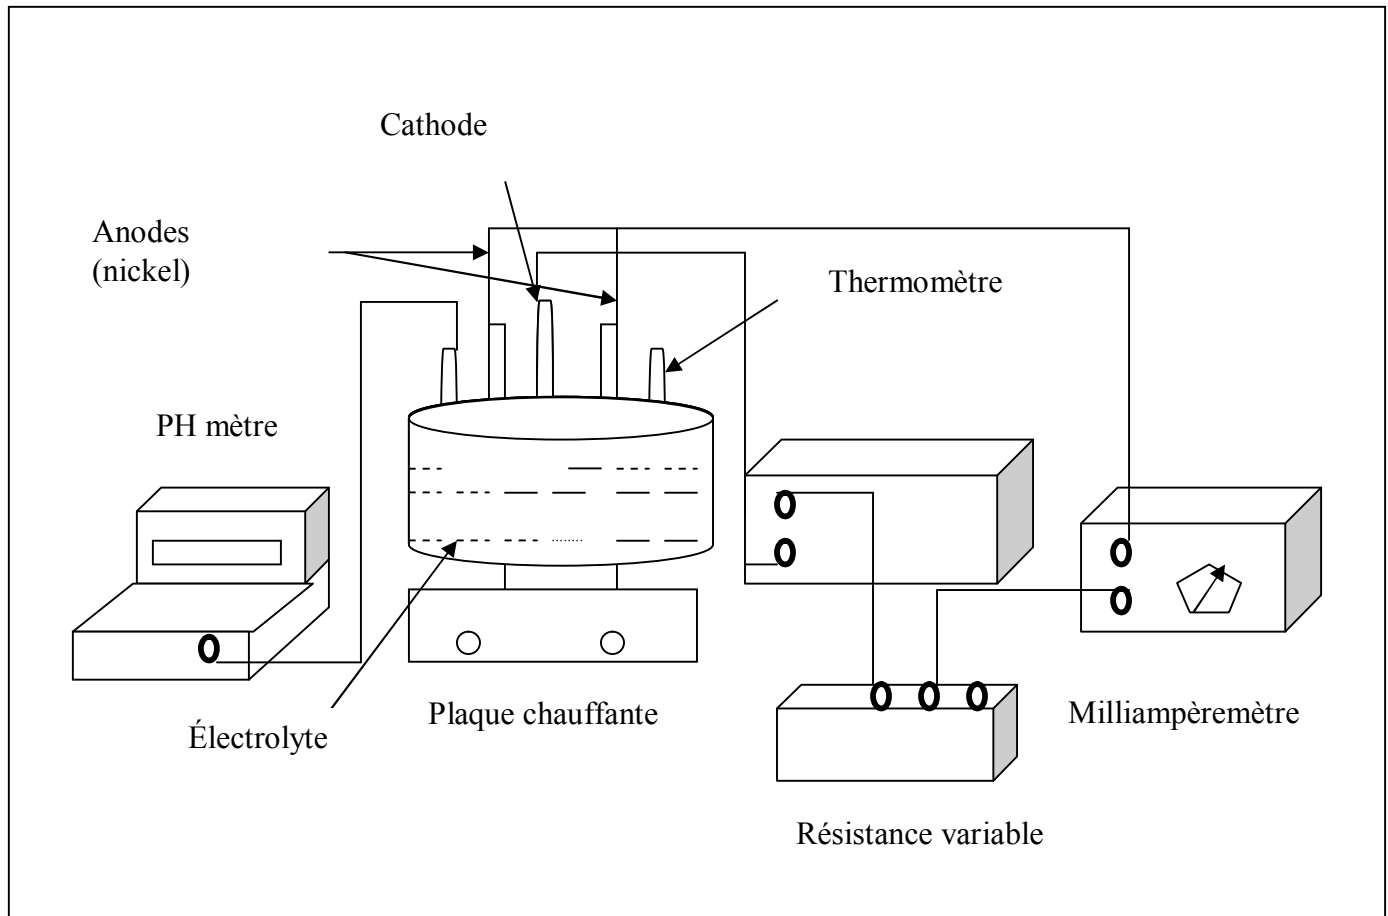 Cathode
Anodes
(nickel)
Thermomètre
PH mètre
Électrolyte
Plaque chauffante
Milliampèremètre
Résistance variable